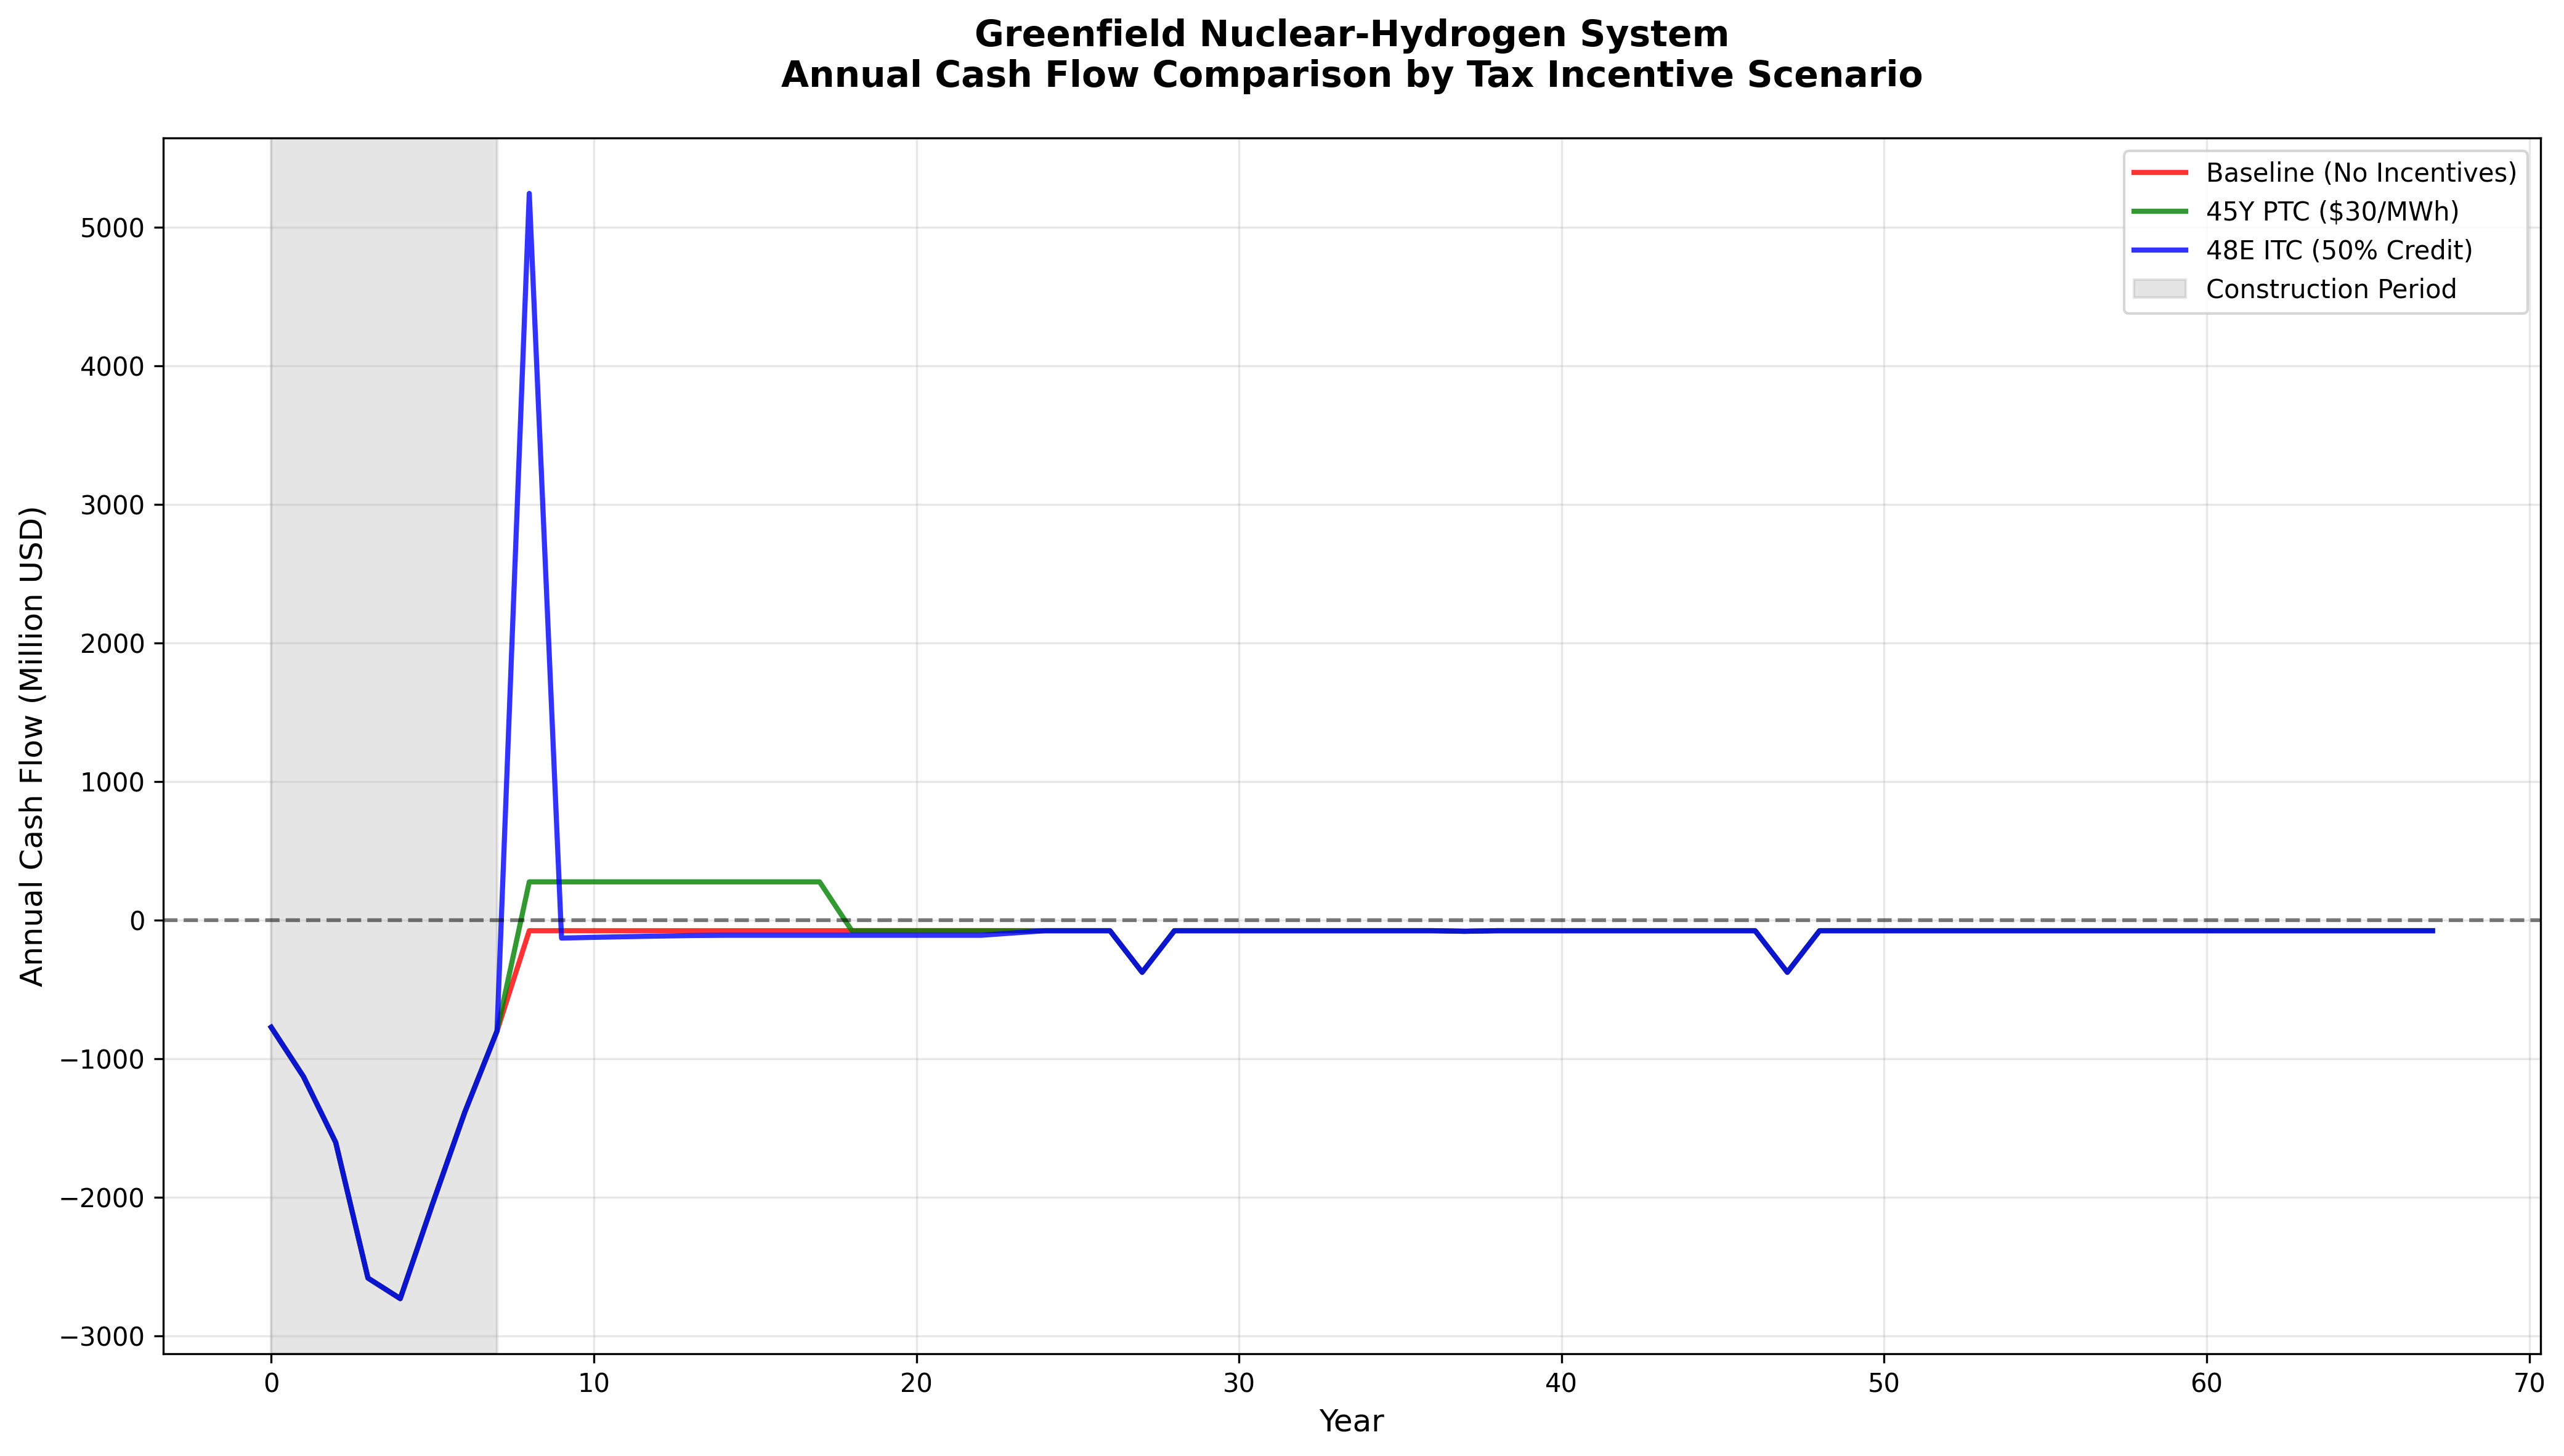 Greenfield Nuclear-Hydrogen System
Annual Cash Flow Comparison by Tax Incentive Scenario
Baseline (No Incentives)
45Y PTC ($30/MWh)
48E ITC (50% Credit)
Construction Period
Annual Cash Flow (Million USD)
5000
4000
3000
2000
1000
0
−1000
−2000
−3000
0 10 20 30 40 50 60 70
Year